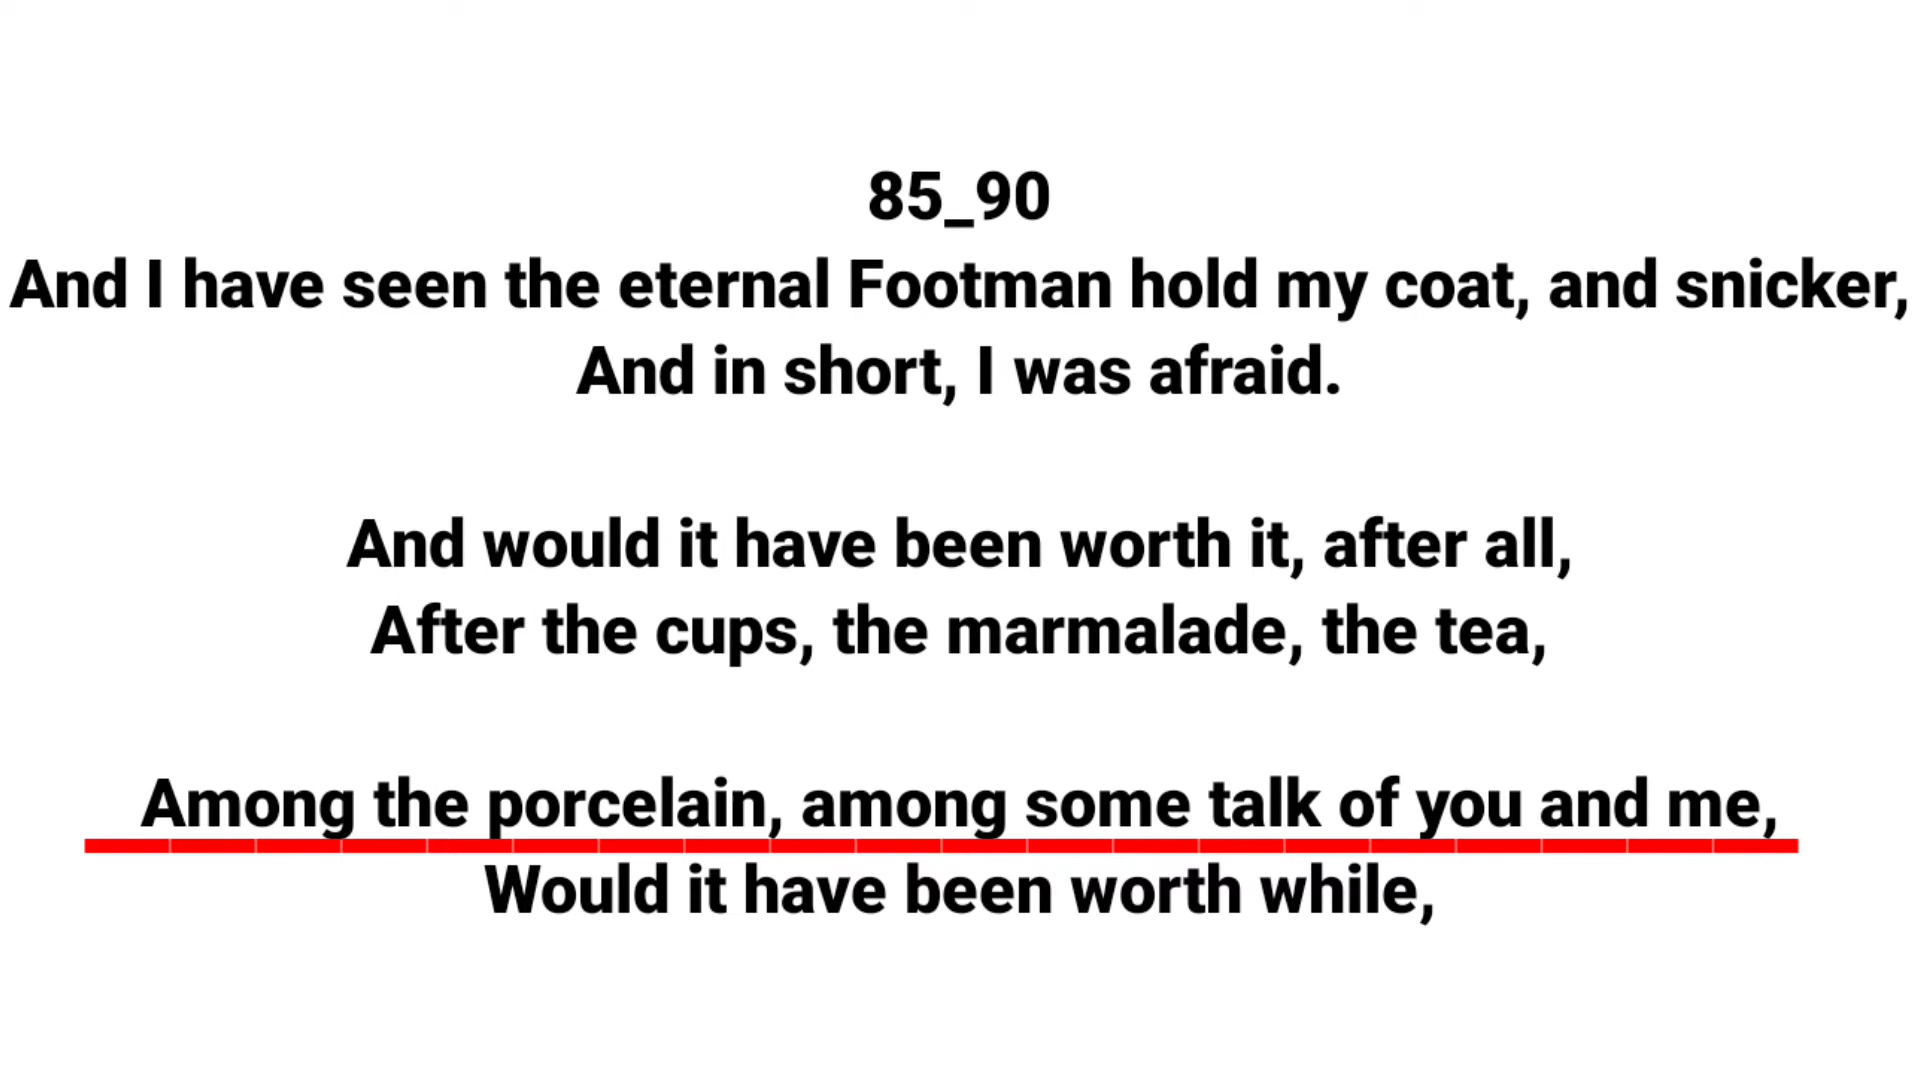 85_90
And I have seen the eternal Footman hold my coat, and snicker,
And in short, I was afraid.
And would it have been worth it, after all,
After the cups, the marmalade, the tea,
Among the porcelain, among some talk of you and me,
Would it have been worth while,